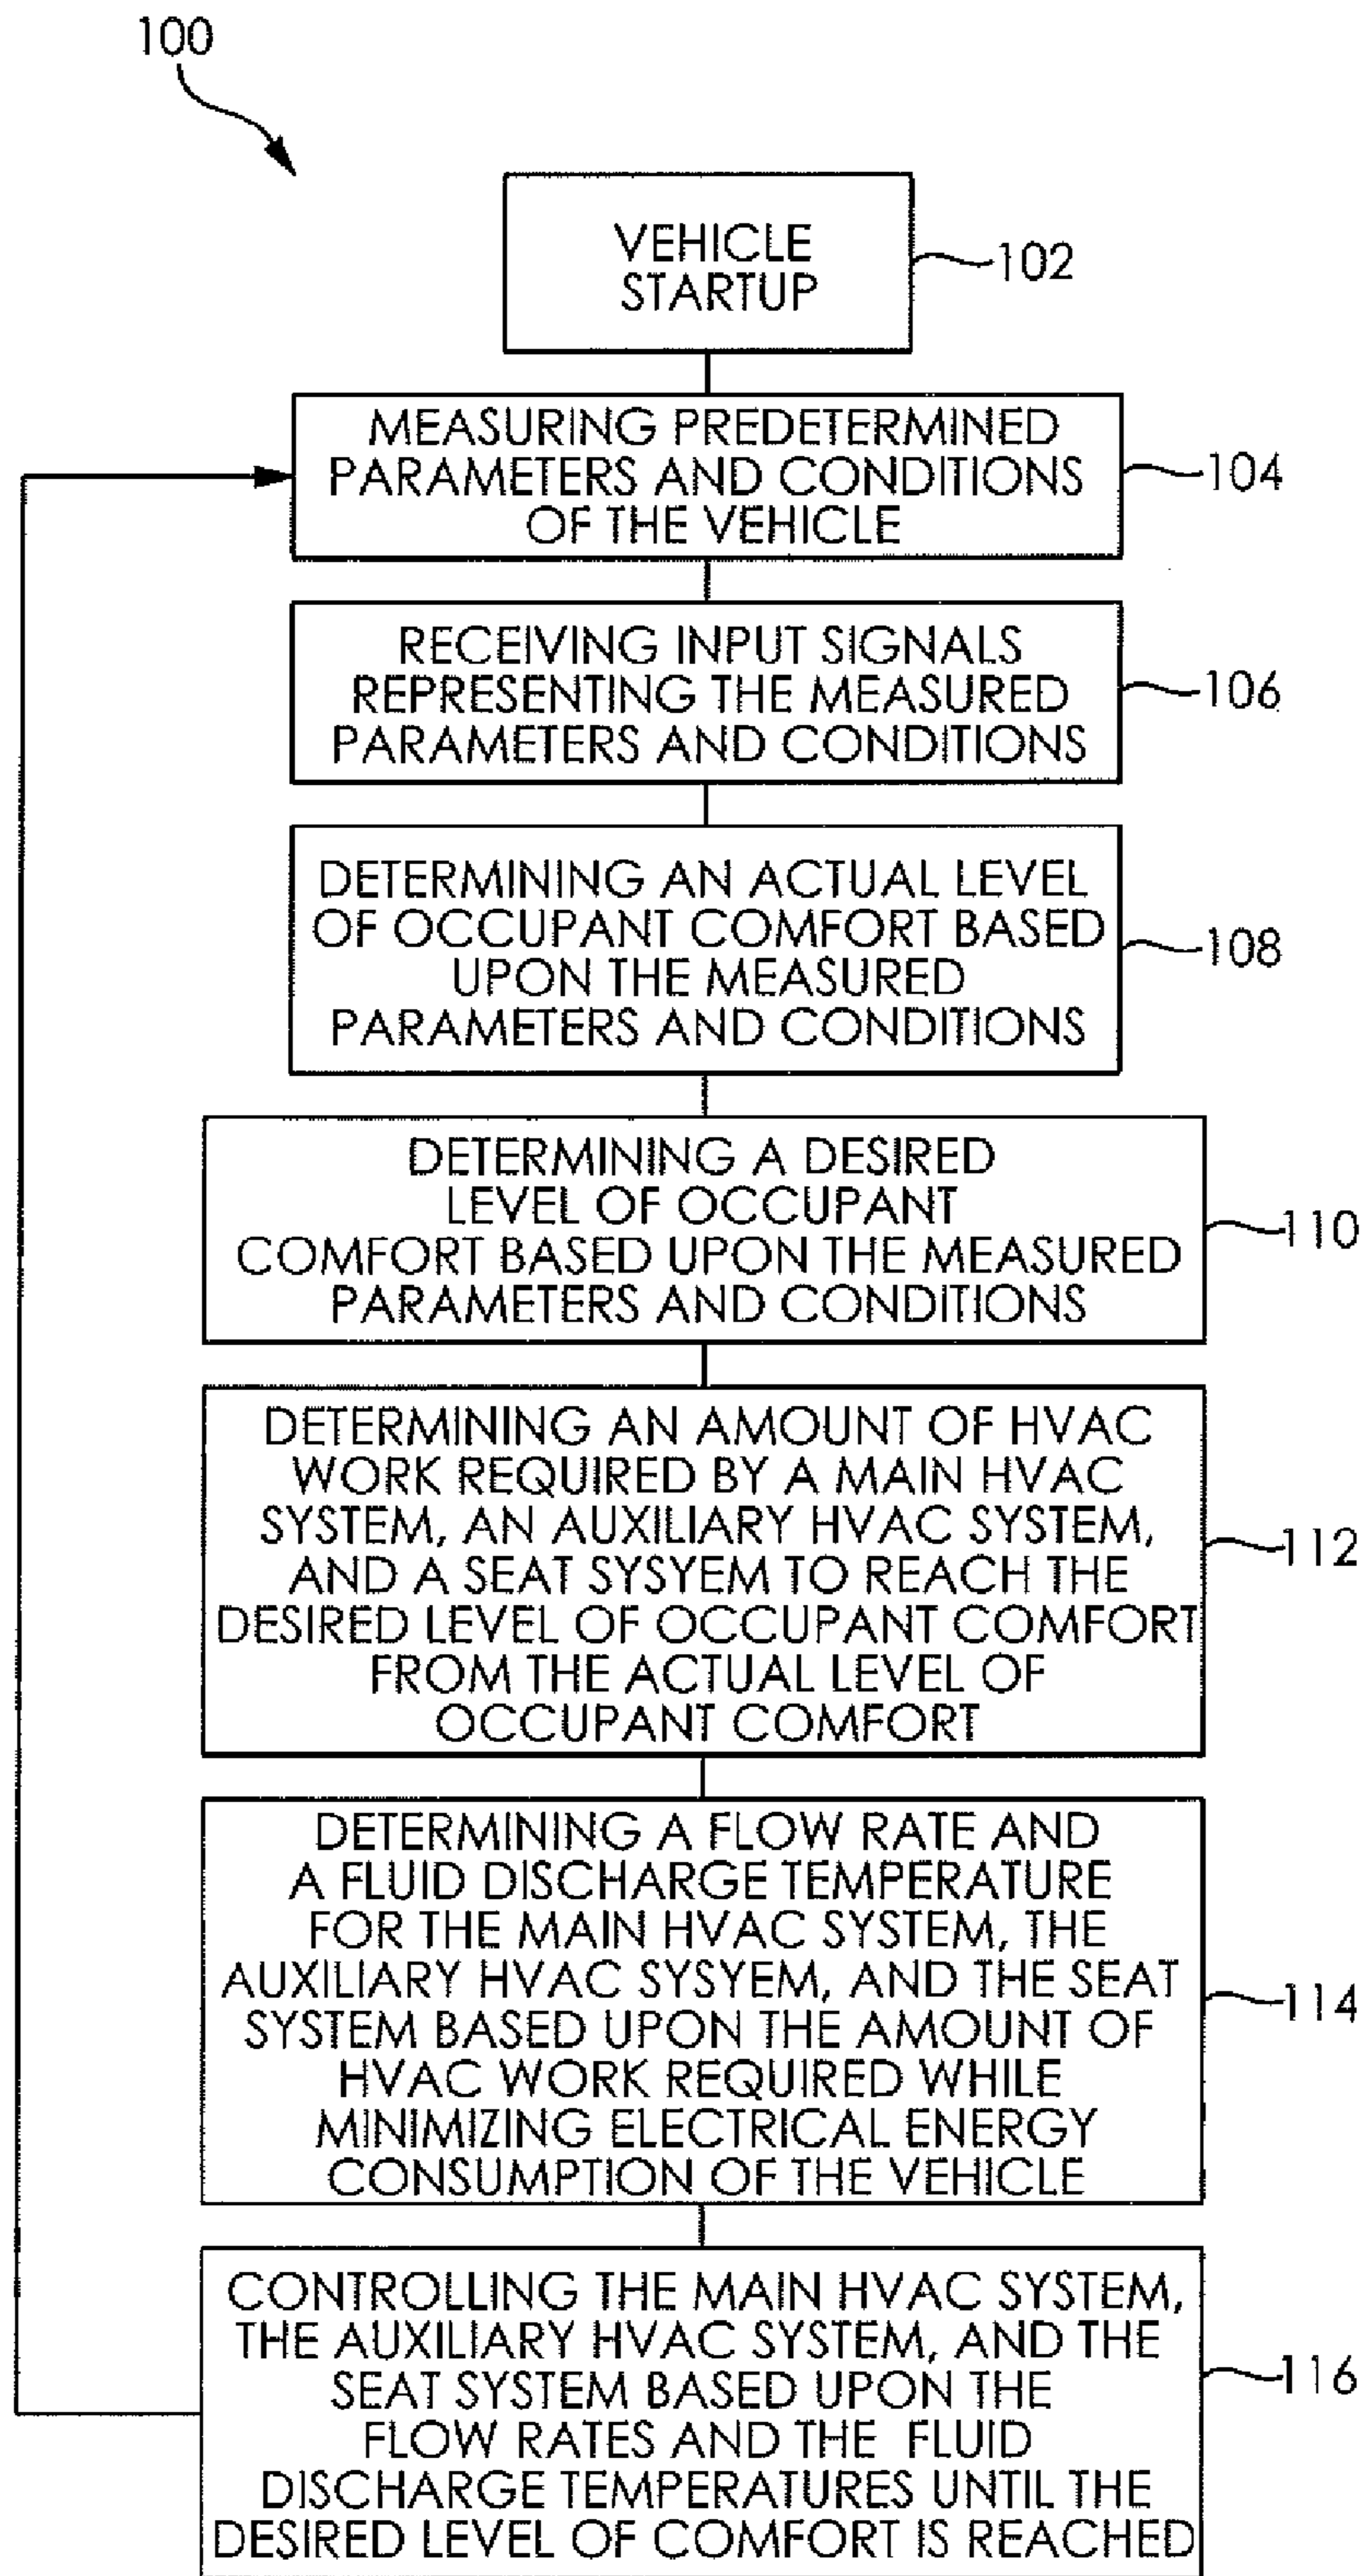 100
VEHICLE
STARTUP
102
MEASURING PREDETERMINED
PARAMETERS AND CONDITIONS
OF THE VEHICLE
104
RECEIVING INPUT SIGNALS
REPRESENTING THE MEASURED
PARAMETERS AND CONDITIONS
106
DETERMINING AN ACTUAL LEVEL
OF OCCUPANT COMFORT BASED
UPON THE MEASURED
PARAMETERS AND CONDITIONS
108
DETERMINING A DESIRED
LEVEL OF OCCUPANT
COMFORT BASED UPON THE MEASURED
PARAMETERS AND CONDITIONS
110
DETERMINING AN AMOUNT OF HVAC
WORK REQUIRED BY A MAIN HVAC
SYSTEM, AN AUXILIARY HVAC SYSTEM,
AND A SEAT SYSYEM TO REACH THE
DESIRED LEVEL OF OCCUPANT COMFORT
FROM THE ACTUAL LEVEL OF
OCCUPANT COMFORT
112
DETERMINING A FLOW RATE AND
A FLUID DISCHARGE TEMPERATURE
FOR THE MAIN HVAC SYSTEM, THE
AUXILIARY HVAC SYSYEM, AND THE SEAT
SYSTEM BASED UPON THE AMOUNT OF
HVAC WORK REQUIRED WHILE
MINIMIZING ELECTRICAL ENERGY
CONSUMPTION OF THE VEHICLE
114
CONTROLLING THE MAIN HVAC SYSTEM,
THE AUXILIARY HVAC SYSTEM, AND THE
SEAT SYSTEM BASED UPON THE
FLOW RATES AND THE FLUID
DISCHARGE TEMPERATURES UNTIL THE
DESIRED LEVEL OF COMFORT IS REACHED
116